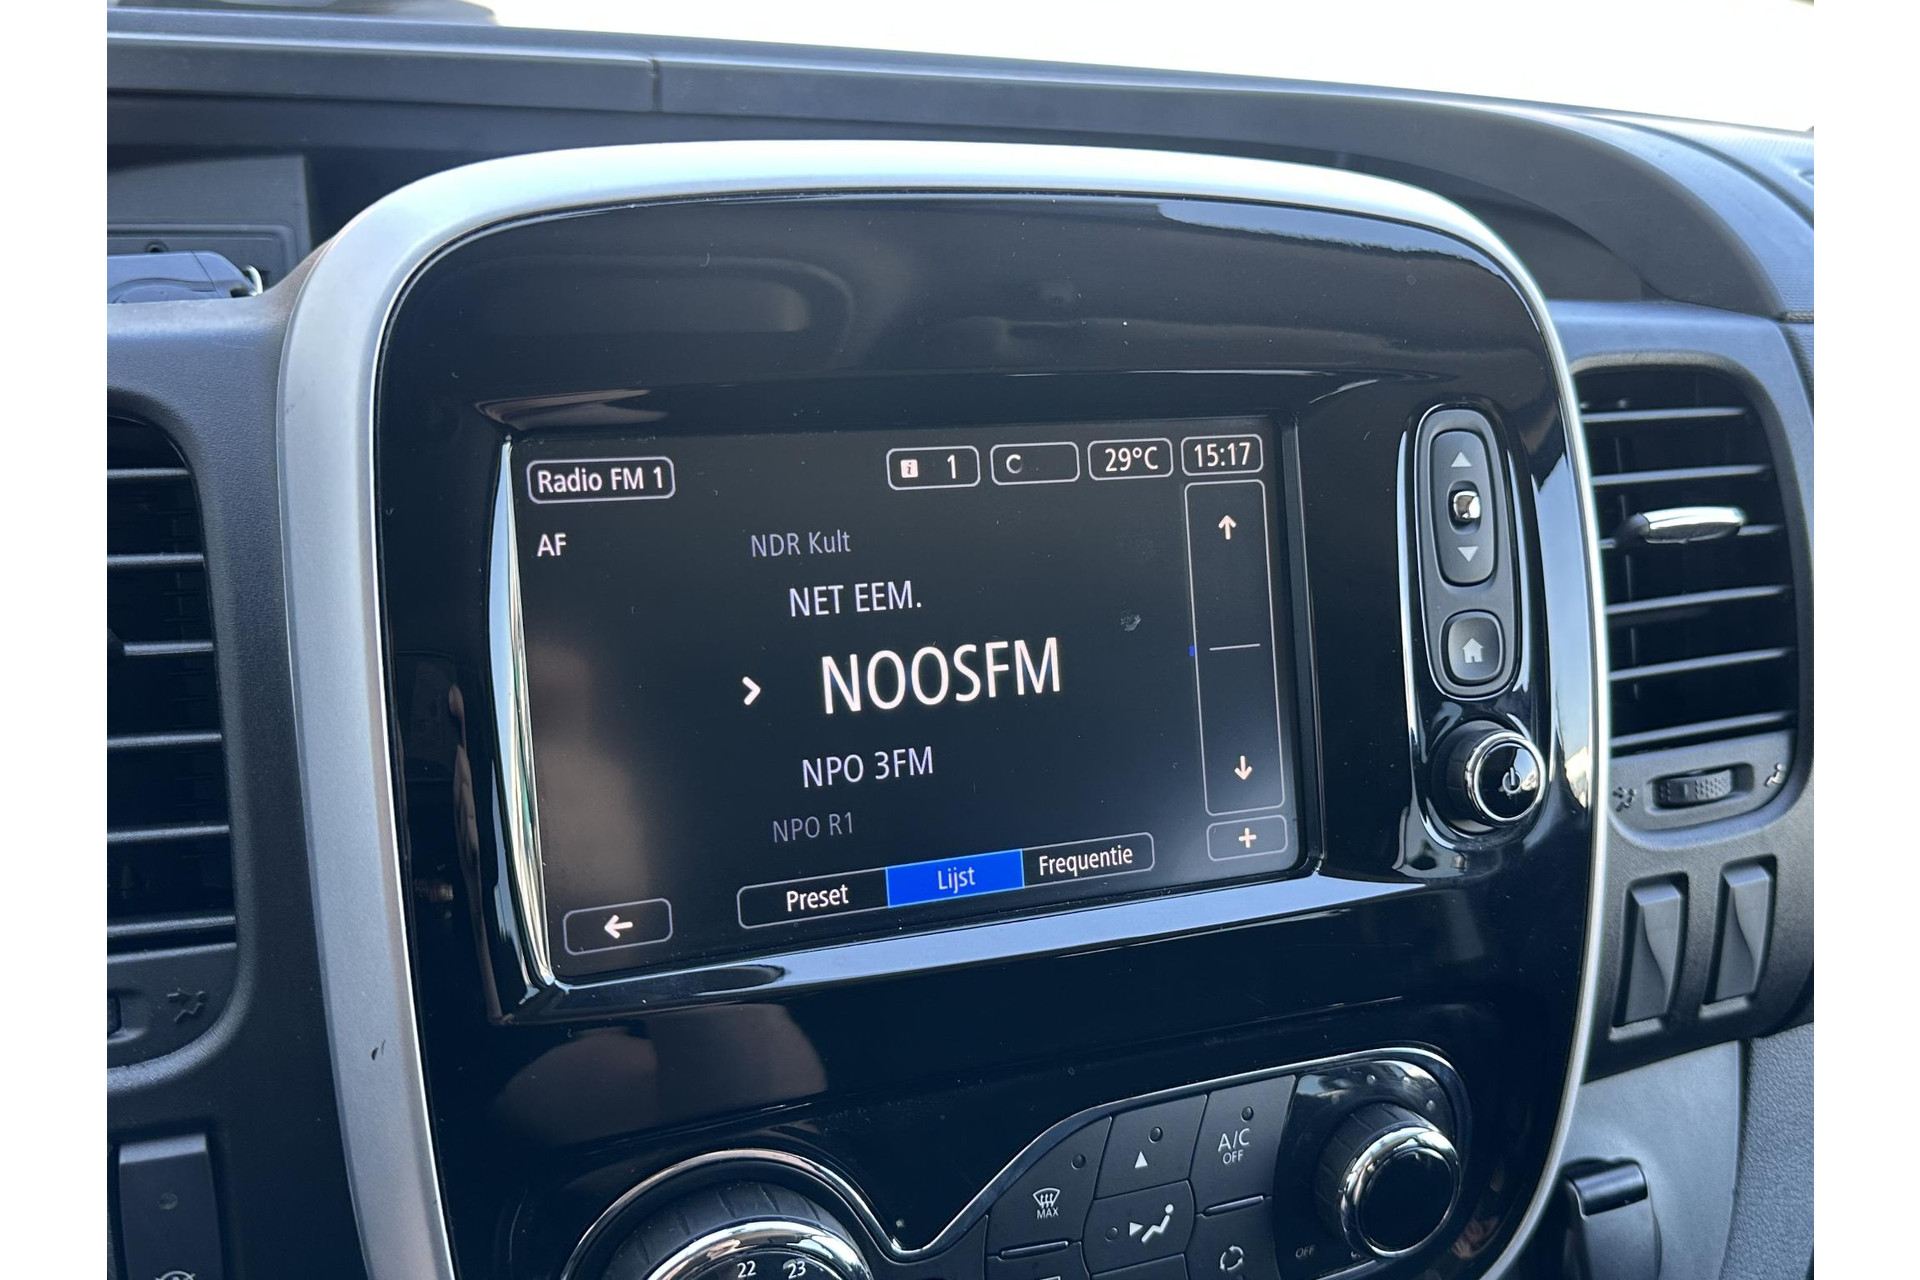 Radio FM 1
i 1
29°C
15:17
AF
NDR Kult
NET EEM.
NOOSFM
NPO 3FM
NPO R1
Preset
Lijst
Frequentie
A/C
OFF
MAX
OFF
22 23